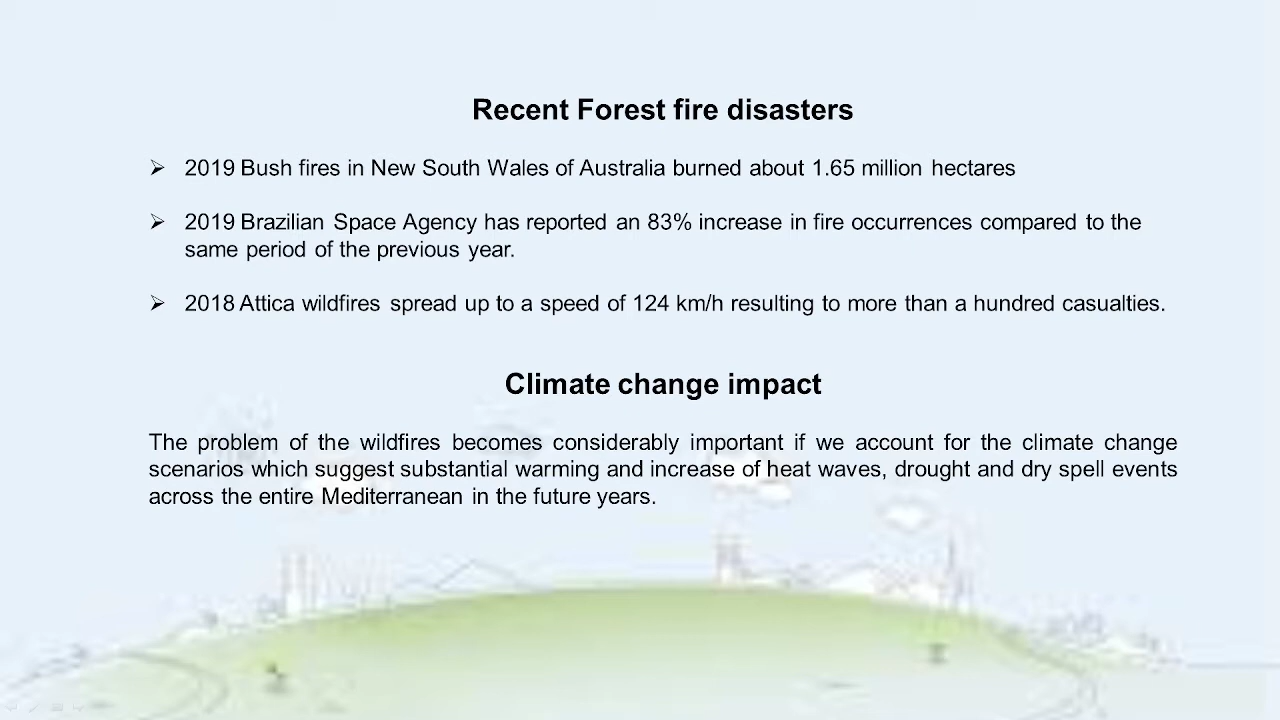 Recent Forest fire disasters
➢ 2019 Bush fires in New South Wales of Australia burned about 1.65 million hectares
➢ 2019 Brazilian Space Agency has reported an 83% increase in fire occurrences compared to the
same period of the previous year.
➢ 2018 Attica wildfires spread up to a speed of 124 km/h resulting to more than a hundred casualties.
Climate change impact
The problem of the wildfires becomes considerably important if we account for the climate change
scenarios which suggest substantial warming and increase of heat waves, drought and dry spell events
across the entire Mediterranean in the future years.